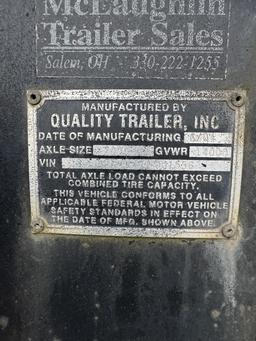 McLaughlin
Trailer Sales
Salem, OH • 330-222-1255
MANUFACTURED BY
QUALITY TRAILER, INC
DATE OF MANUFACTURING
AXLE SIZE GVWR
VIN
TOTAL AXLE LOAD CANNOT EXCEED
COMBINED TIRE CAPACITY.
THIS VEHICLE CONFORMS TO ALL
APPLICABLE FEDERAL MOTOR VEHICLE
SAFETY STANDARDS IN EFFECT ON
THE DATE OF MFG. SHOWN ABOVE.